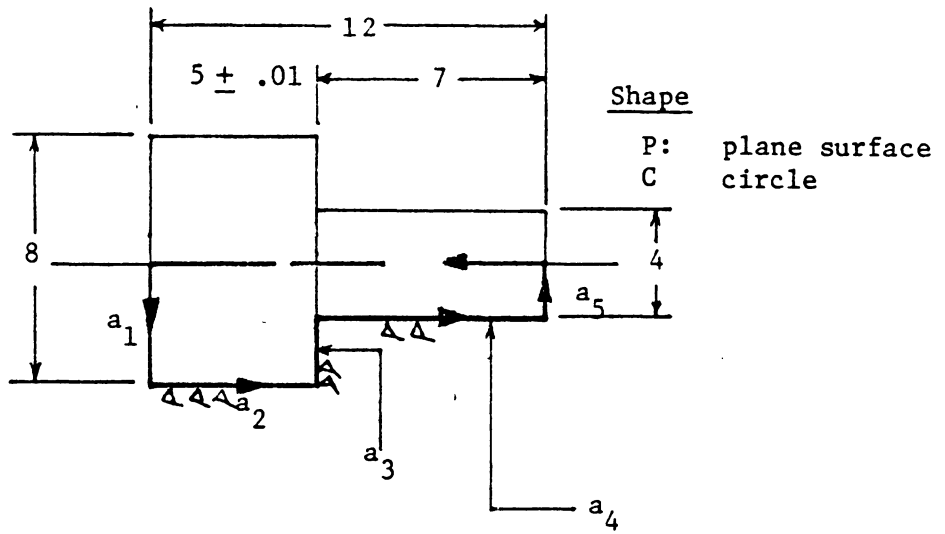 12
5 ± .01
7
Shape
P: plane surface
C circle
8
4
a5
a1
a2
a3
a4